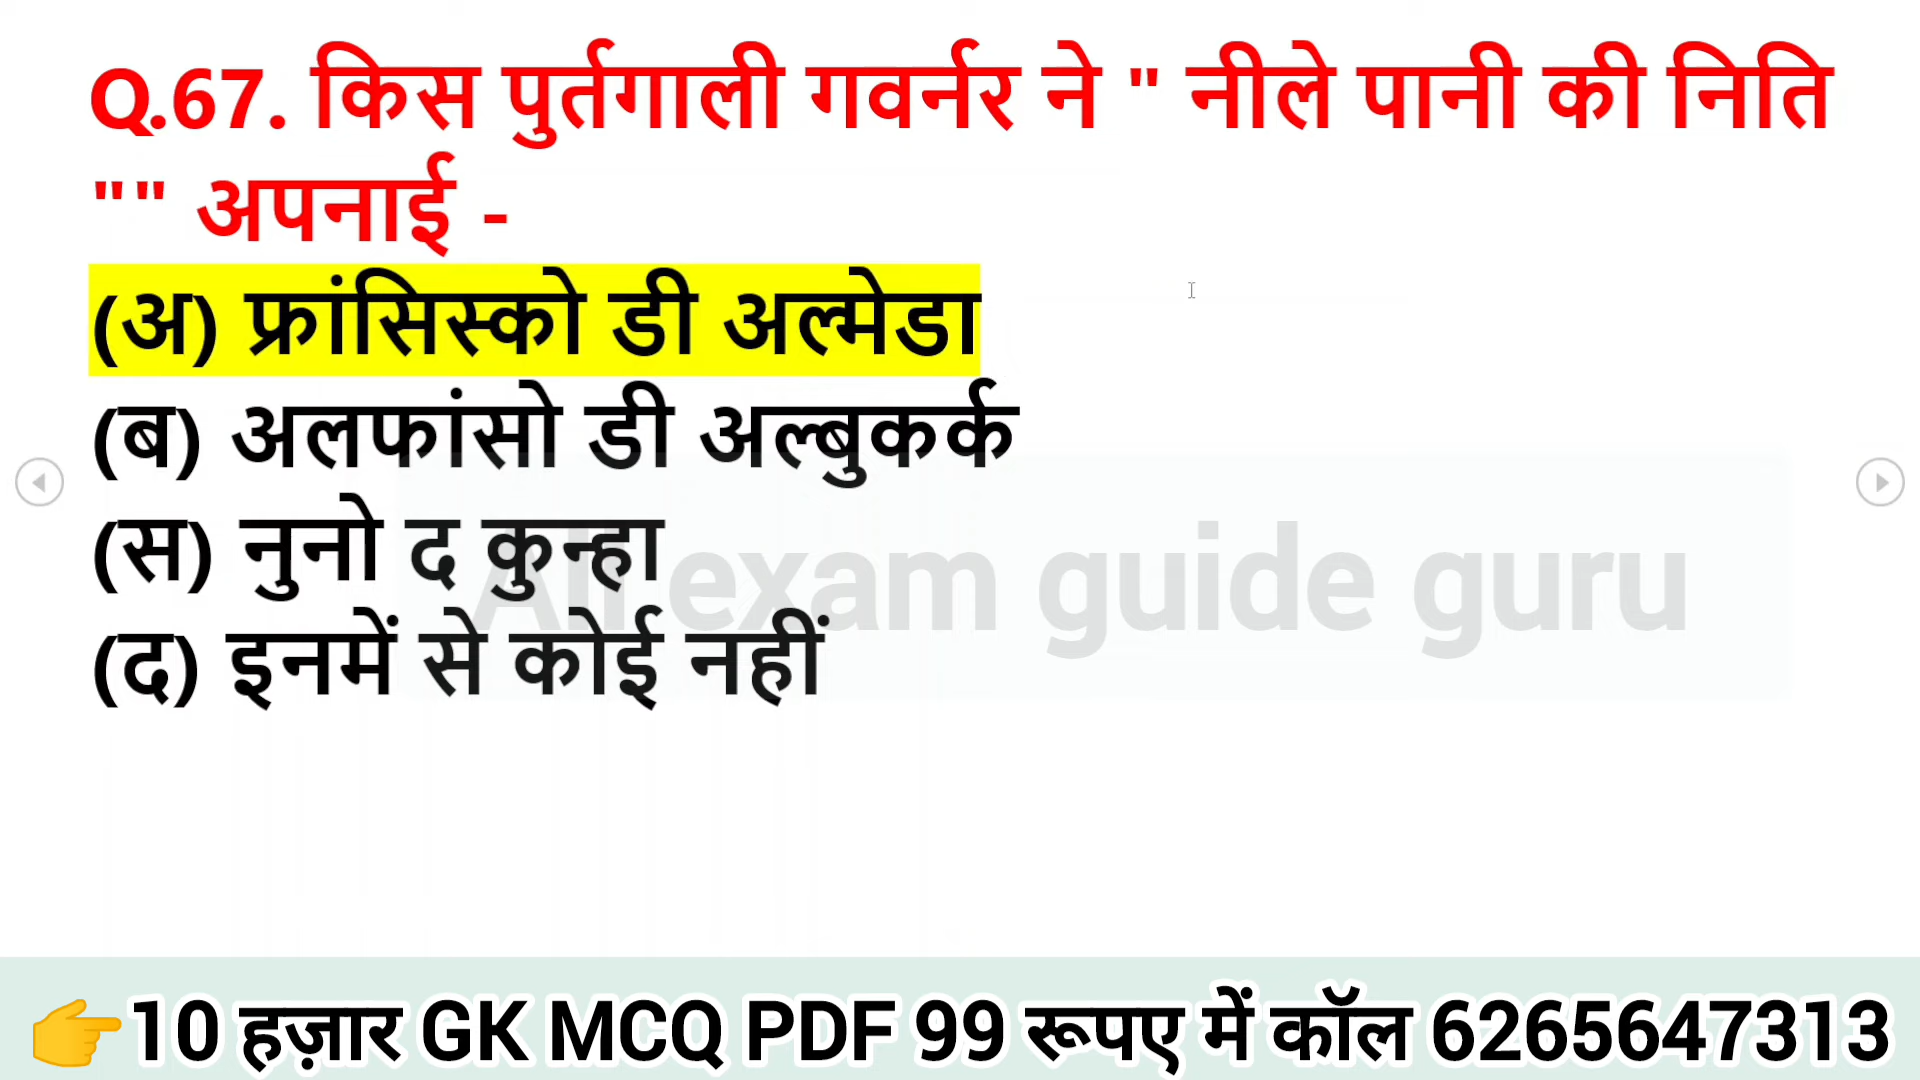 Q.67. किस पुर्तगाली गवर्नर ने " नीले पानी की निति
"" अपनाई -
(अ) फ्रांसिस्को डी अल्मेडा
(ब) अलफांसो डी अल्बुकर्क
(स) नुनो द कुन्हा
(द) इनमें से कोई नहीं
All exam guide guru
👉10 हज़ार GK MCQ PDF 99 रूपए में कॉल 6265647313